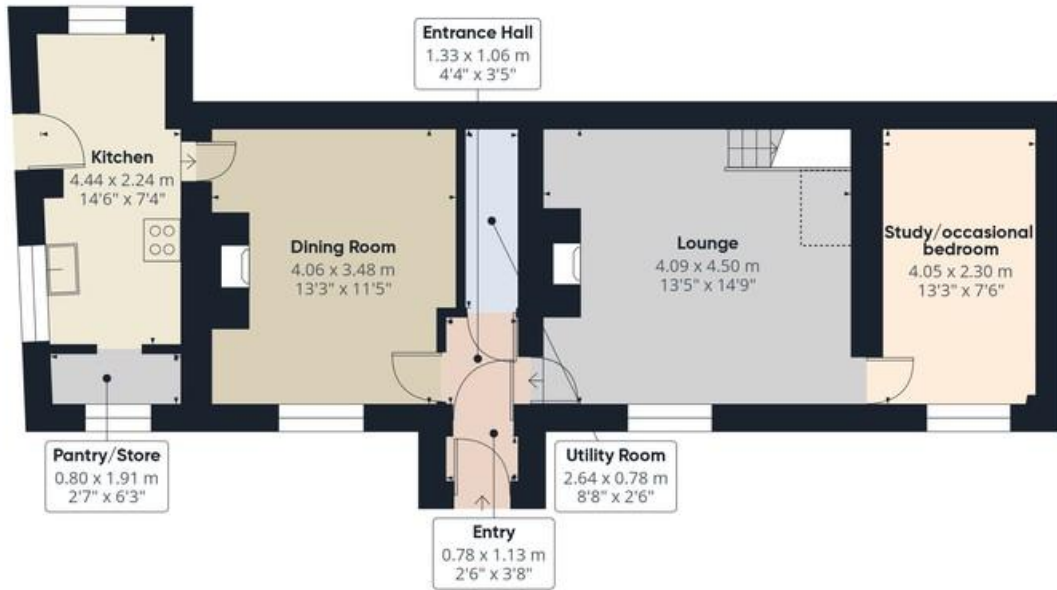 Entrance Hall
1.33 x 1.06 m
4'4" x 3'5"
Kitchen
4.44 x 2.24 m
14'6" x 7'4"
Dining Room
4.06 x 3.48 m
13'3" x 11'5"
Lounge
4.09 x 4.50 m
13'5" x 14'9"
Study/occasional
bedroom
4.05 x 2.30 m
13'3" x 7'6"
Pantry/Store
0.80 x 1.91 m
2'7" x 6'3"
Utility Room
2.64 x 0.78 m
8'8" x 2'6"
Entry
0.78 x 1.13 m
2'6" x 3'8"